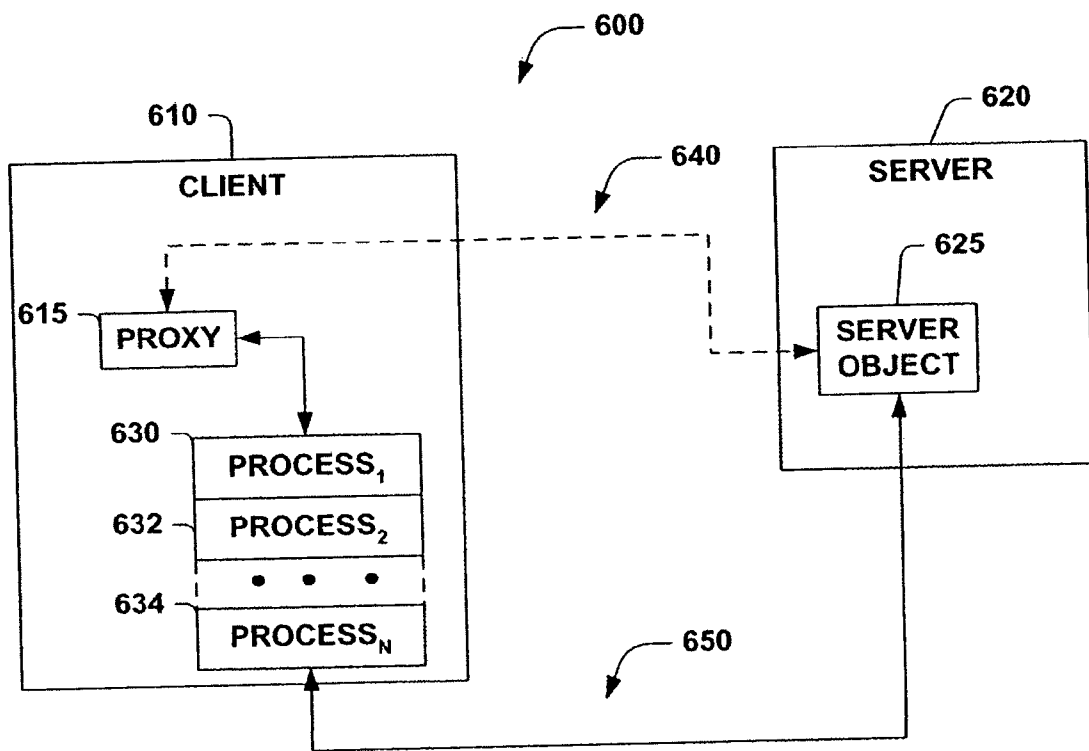 600
610
620
640
CLIENT
SERVER
625
615
PROXY
SERVER
OBJECT
630
PROCESS1
632
PROCESS2
634
PROCESSN
650